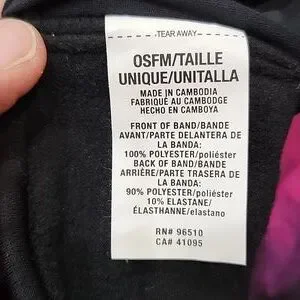 -TEAR AWAY-
OSFM/TAILLE
UNIQUE/UNITALLA
MADE IN CAMBODIA
FABRIQUÉ AU CAMBODGE
HECHO EN CAMBOYA
FRONT OF BAND/BANDE
AVANT/PARTE DELANTERA DE
LA BANDA:
100% POLYESTER/poliéster
BACK OF BAND/BANDE
ARRIÈRE/PARTE TRASERA DE
LA BANDA:
90% POLYESTER/poliéster
10% ELASTANE/
ÉLASTHANNE/elastano
RN# 96510
CA# 41095